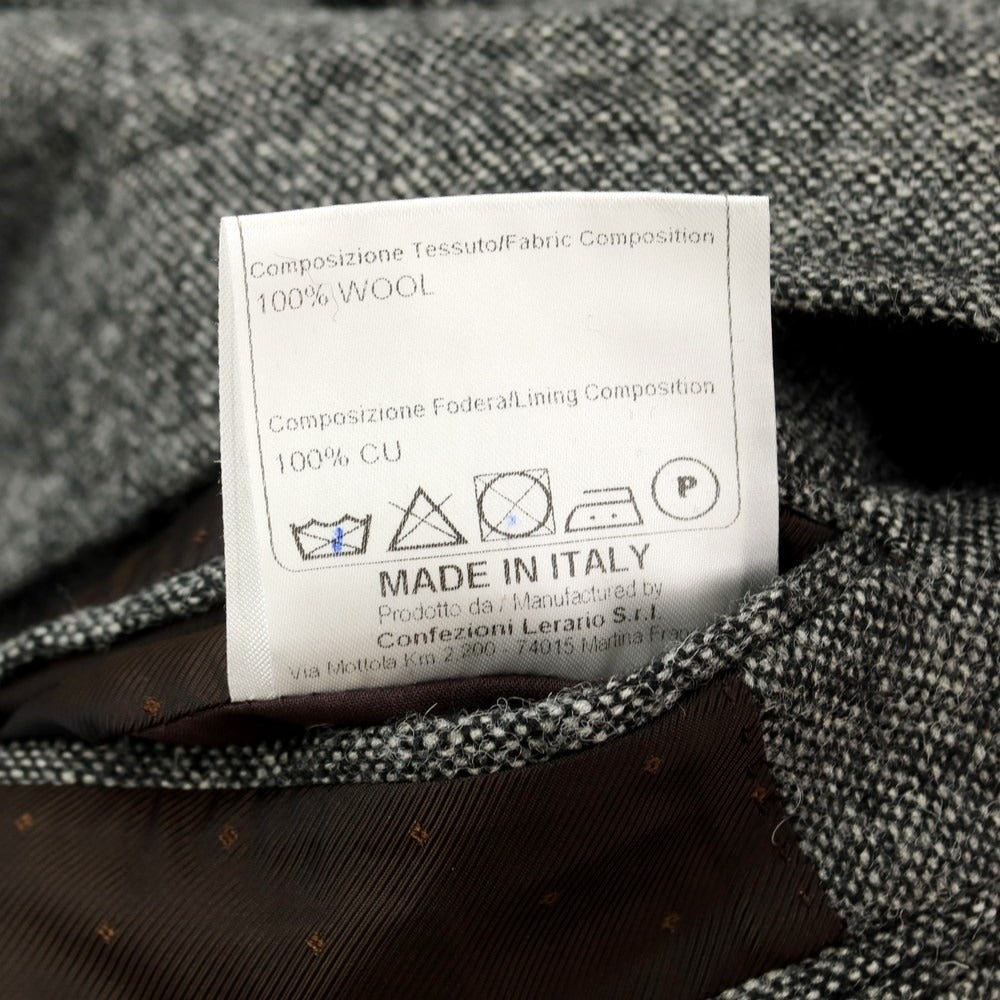 Composizione Tessuto/Fabric Composition
100% WOOL
Composizione Fodera/Lining Composition
100% CU
P
MADE IN ITALY
Prodotto da / Manufactured by
Confezioni Lerario S.r.l.
Via Mottola Km 2,200 - 74015 Martina